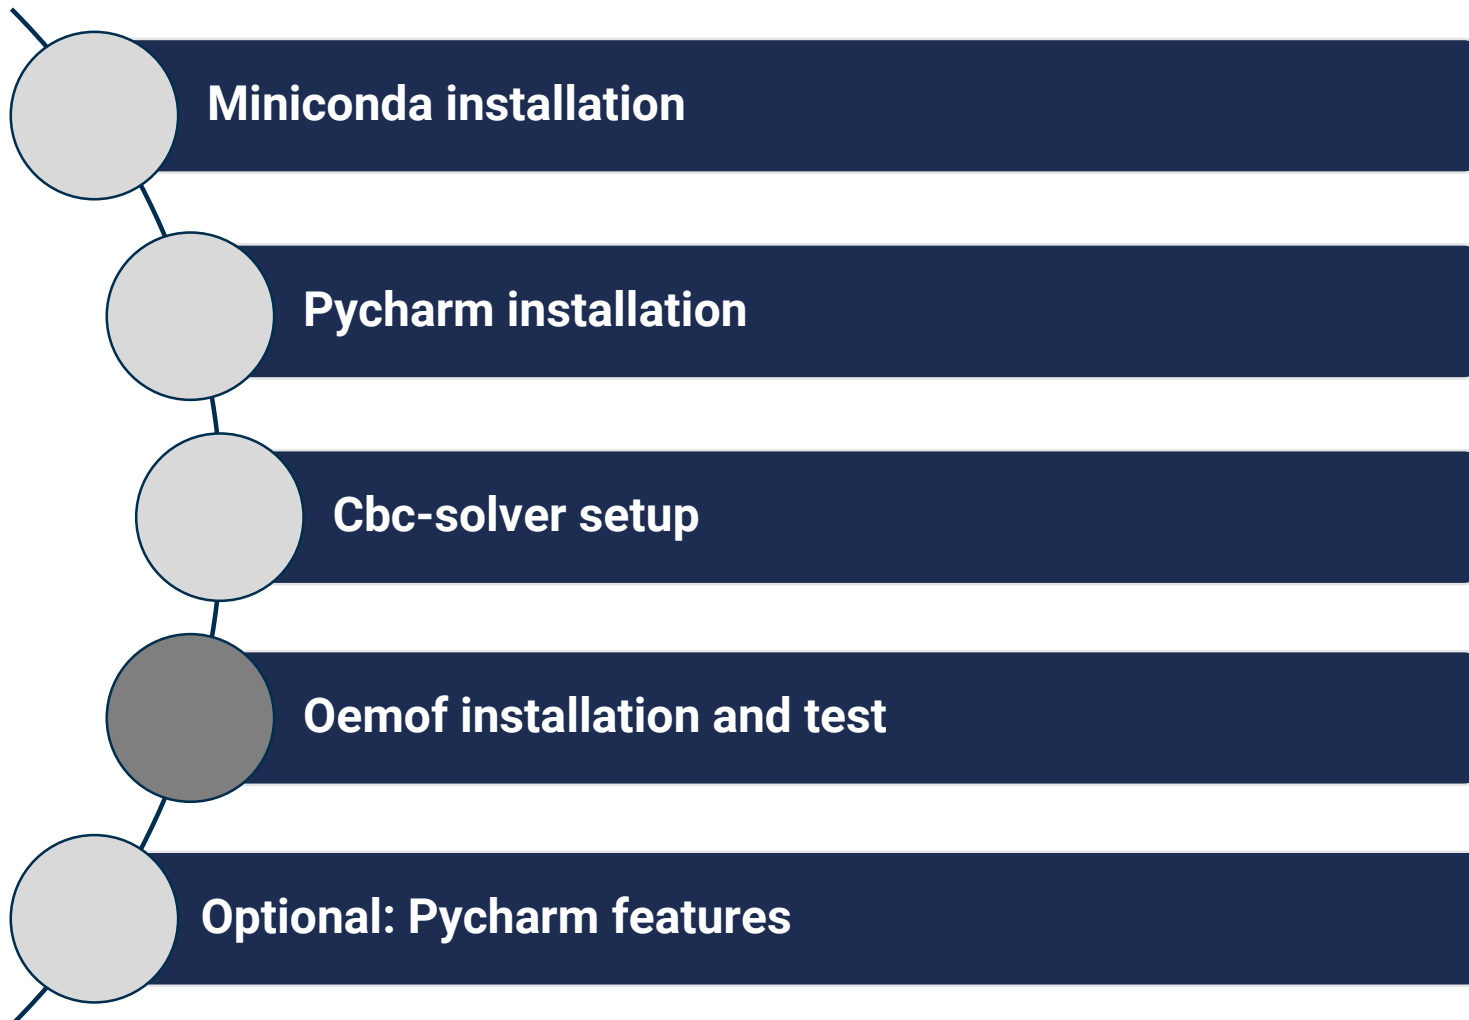 Miniconda installation
Pycharm installation
Cbc-solver setup
Oemof installation and test
Optional: Pycharm features